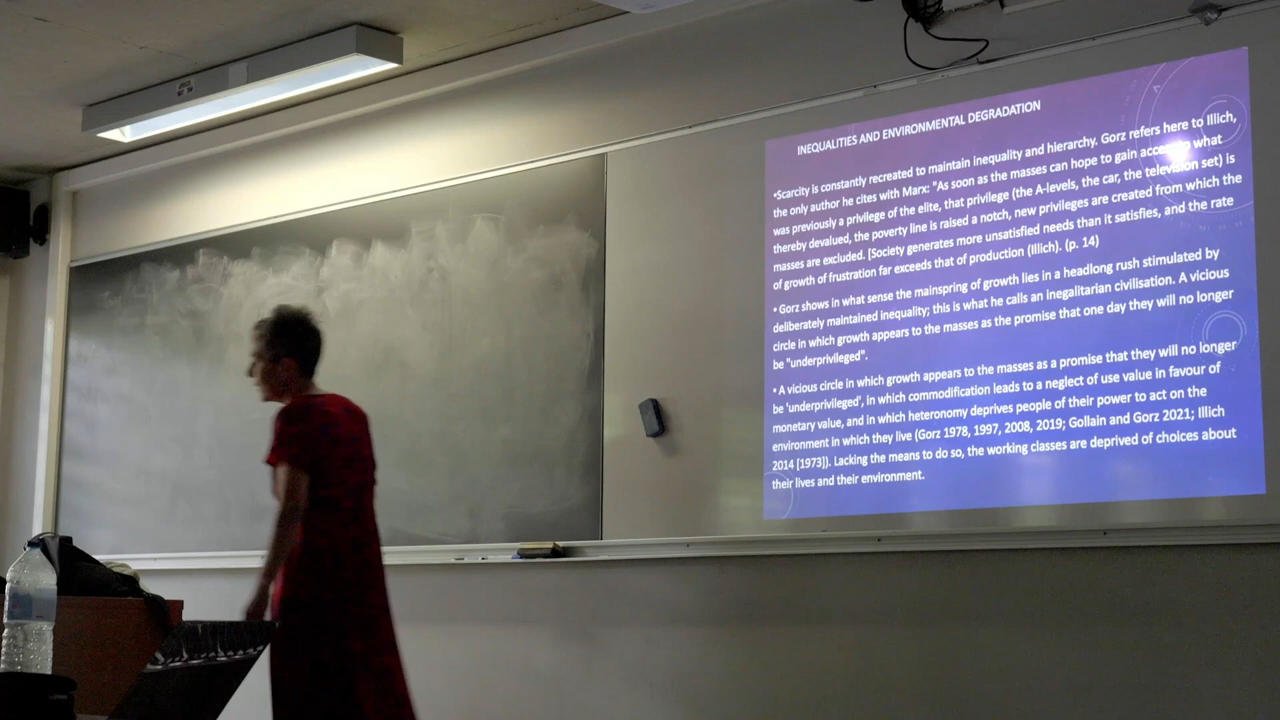 INEQUALITIES AND ENVIRONMENTAL DEGRADATION
•Scarcity is constantly recreated to maintain inequality and hierarchy. Gorz refers here to Illich,
the only author he cites with Marx: "As soon as the masses can hope to gain access to what
was previously a privilege of the elite, that privilege (the A-levels, the car, the television set) is
thereby devalued, the poverty line is raised a notch, new privileges are created from which the
masses are excluded. [Society generates more unsatisfied needs than it satisfies, and the rate
of growth of frustration far exceeds that of production (Illich). (p. 14)
• Gorz shows in what sense the mainspring of growth lies in a headlong rush stimulated by
deliberately maintained inequality; this is what he calls an inegalitarian civilisation. A vicious
circle in which growth appears to the masses as the promise that one day they will no longer
be "underprivileged".
• A vicious circle in which growth appears to the masses as a promise that they will no longer
be 'underprivileged', in which commodification leads to a neglect of use value in favour of
monetary value, and in which heteronomy deprives people of their power to act on the
environment in which they live (Gorz 1978, 1997, 2008, 2019; Gollain and Gorz 2021; Illich
2014 [1973]). Lacking the means to do so, the working classes are deprived of choices about
their lives and their environment.